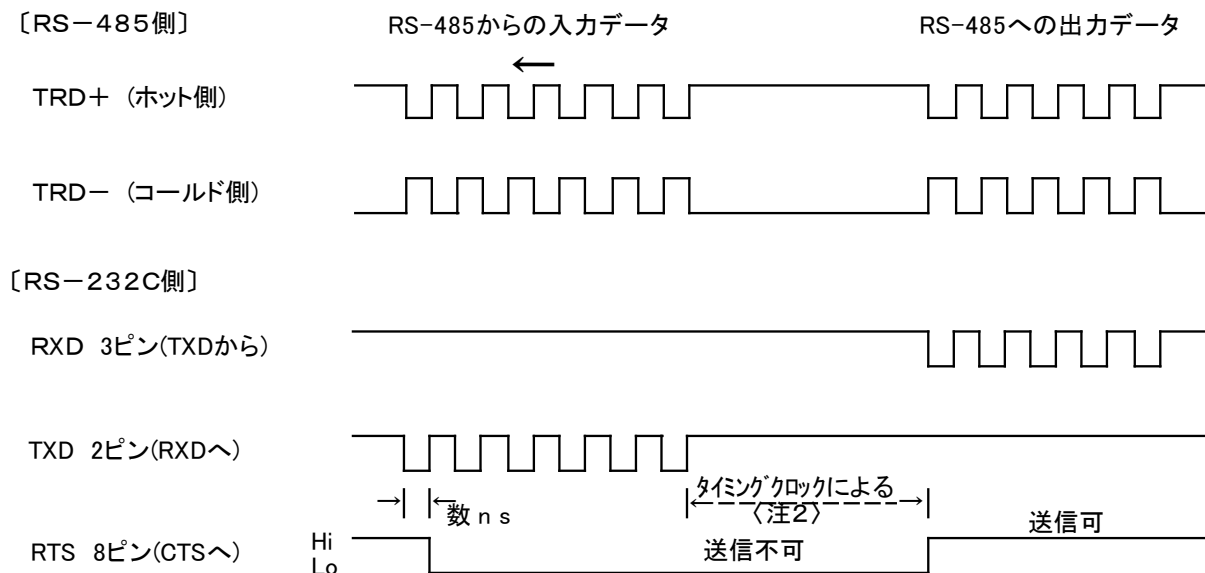 〔RS－485側〕 RS-485からの入力データ RS-485への出力データ
←
TRD＋ (ホット側)
TRD－ (コールド側)
〔RS－232C側〕
RXD 3ピン(TXDから)
TXD 2ピン(RXDへ)
タイミングクロックによる
数ns 〈注2〉 送信可
RTS 8ピン(CTSへ) Hi 送信不可
Lo